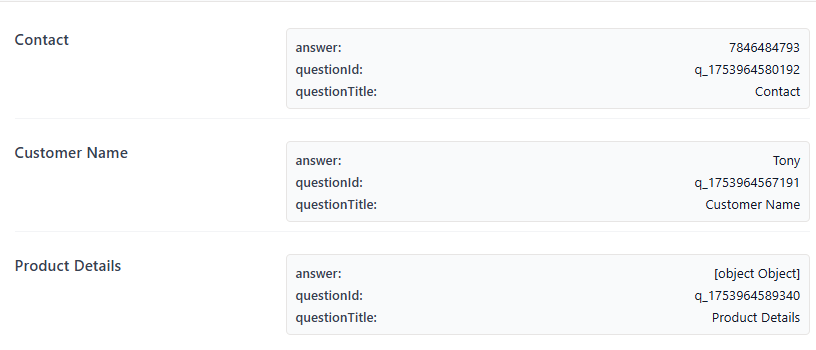 Contact
answer: 7846484793
questionId: q_1753964580192
questionTitle: Contact
Customer Name
answer: Tony
questionId: q_1753964567191
questionTitle: Customer Name
Product Details
answer: [object Object]
questionId: q_1753964589340
questionTitle: Product Details